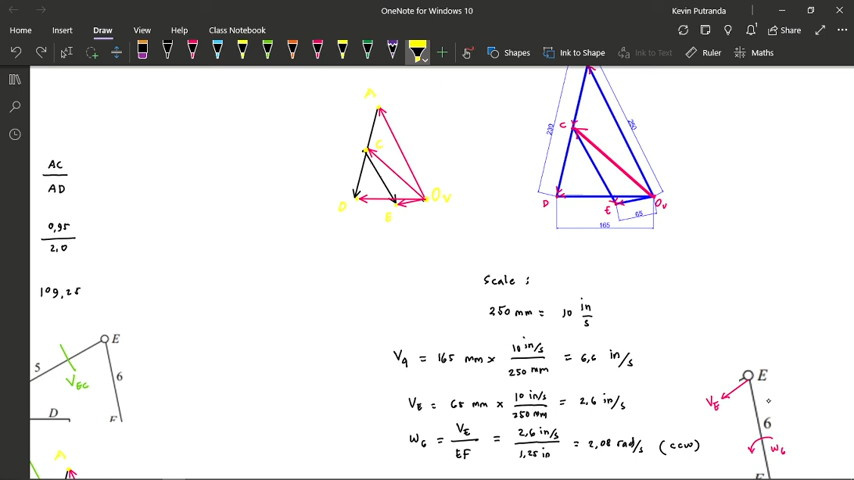 OneNote for Windows 10
Kevin Putranda
Home
Insert
Draw
View
Help
Class Notebook
Share
Shapes
Ink to Shape
Ink to Text
Ruler
Maths
A
C
D
E
OV
230
250
C
D
E
OV
65
165
AC
AD
0,95
2,0
109,25
Scale :
250 mm = 10 in/s
VA = 165 mm x 10 in/s / 250 mm = 6,6 in/s
VE = 65 mm x 10 in/s / 250 mm = 2,6 in/s
ω6 = VE / EF = 2,6 in/s / 1,25 in = 2,08 rad/s (ccw)
E
5
6
VEC
D
A
E
VE
6
ω6